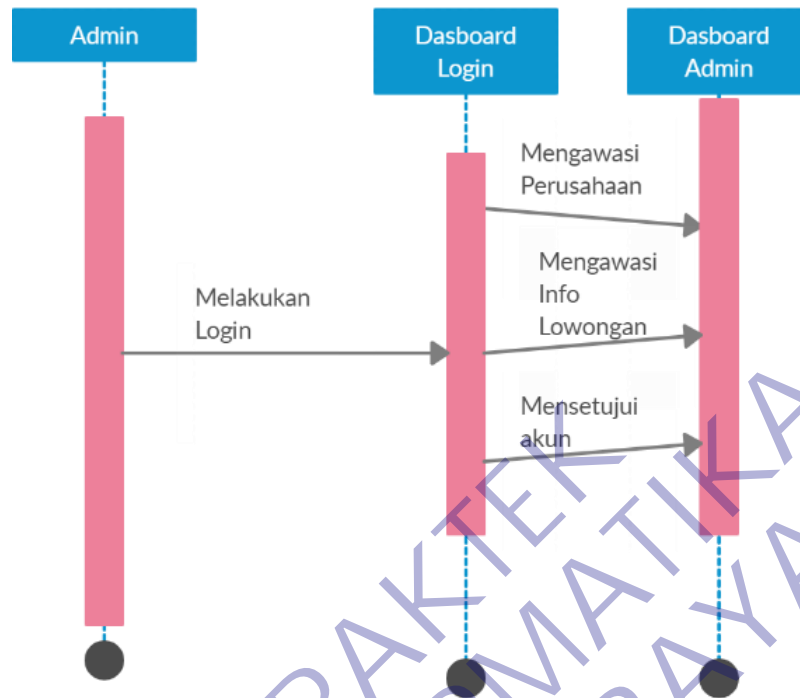 Admin
Dasboard
Login
Dasboard
Admin
Mengawasi
Perusahaan
Mengawasi
Info
Lowongan
Melakukan
Login
Mensetujui
akun